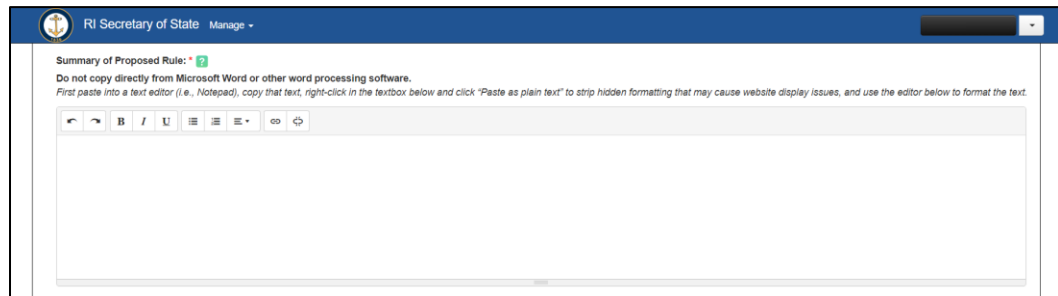 RI Secretary of State Manage
Summary of Proposed Rule: * ?
Do not copy directly from Microsoft Word or other word processing software.
First paste into a text editor (i.e., Notepad), copy that text, right-click in the textbox below and click “Paste as plain text” to strip hidden formatting that may cause website display issues, and use the editor below to format the text.
B I U